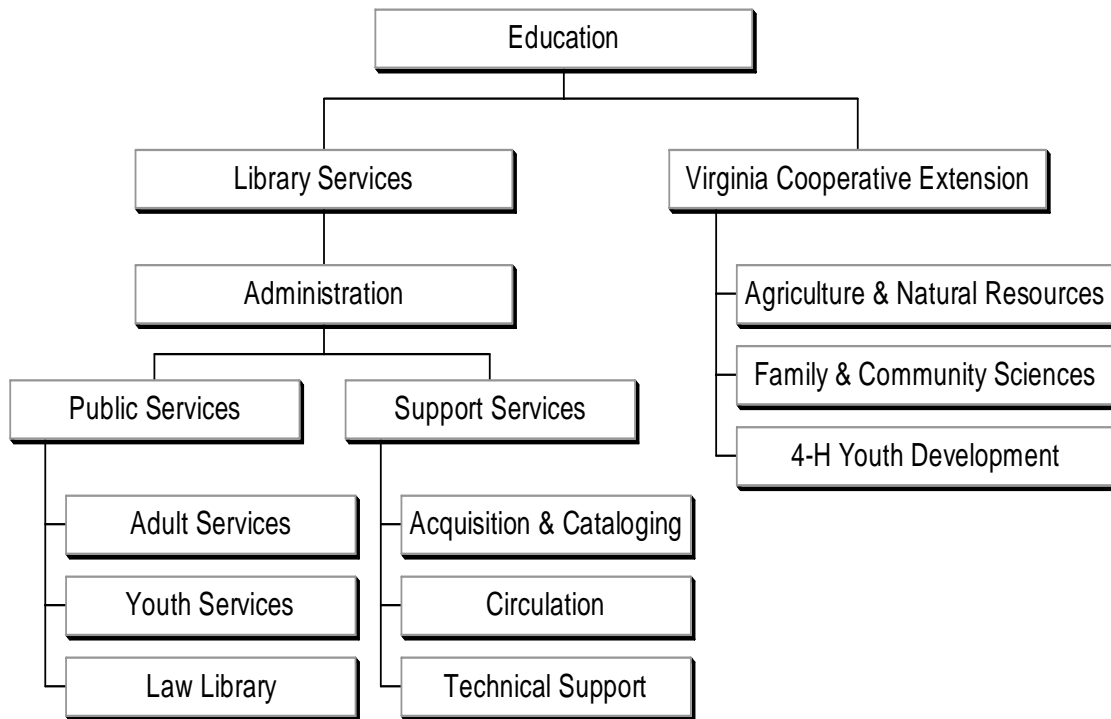 Education
Library Services
Virginia Cooperative Extension
Administration
Agriculture & Natural Resources
Family & Community Sciences
4-H Youth Development
Public Services
Support Services
Adult Services
Youth Services
Law Library
Acquisition & Cataloging
Circulation
Technical Support